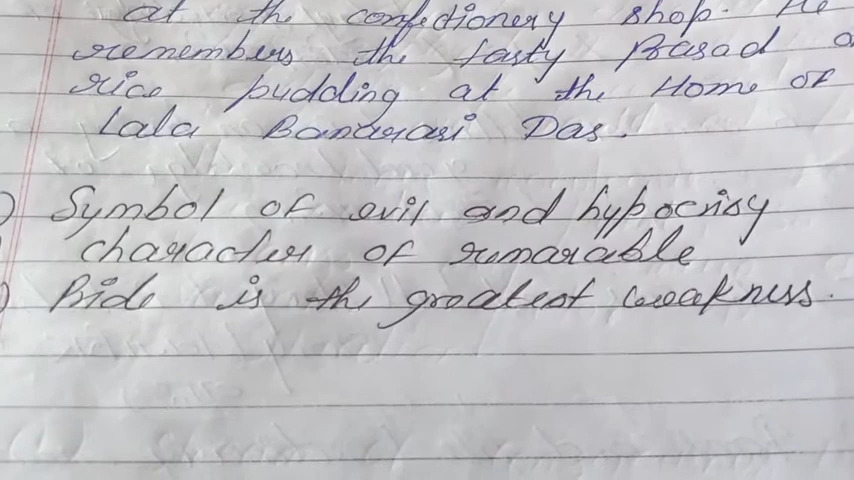 at the confectionery shop. He
remembers the tasty Prasad o
rice pudding at the Home OF
Lala Banarasi Das.
) Symbol OF evil and hypocrisy
character OF remarable
) Pride is the greatest weakness.